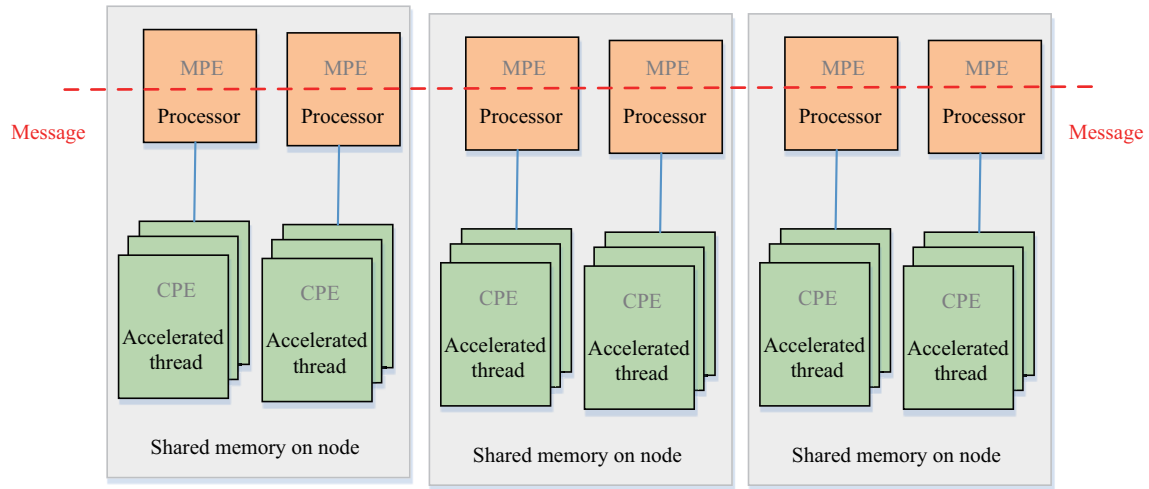 MPE MPE MPE MPE MPE MPE
Message Processor Processor Processor Processor Processor Processor Message
CPE CPE CPE CPE CPE CPE
Accelerated Accelerated Accelerated Accelerated Accelerated Accelerated
thread thread thread thread thread thread
Shared memory on node Shared memory on node Shared memory on node